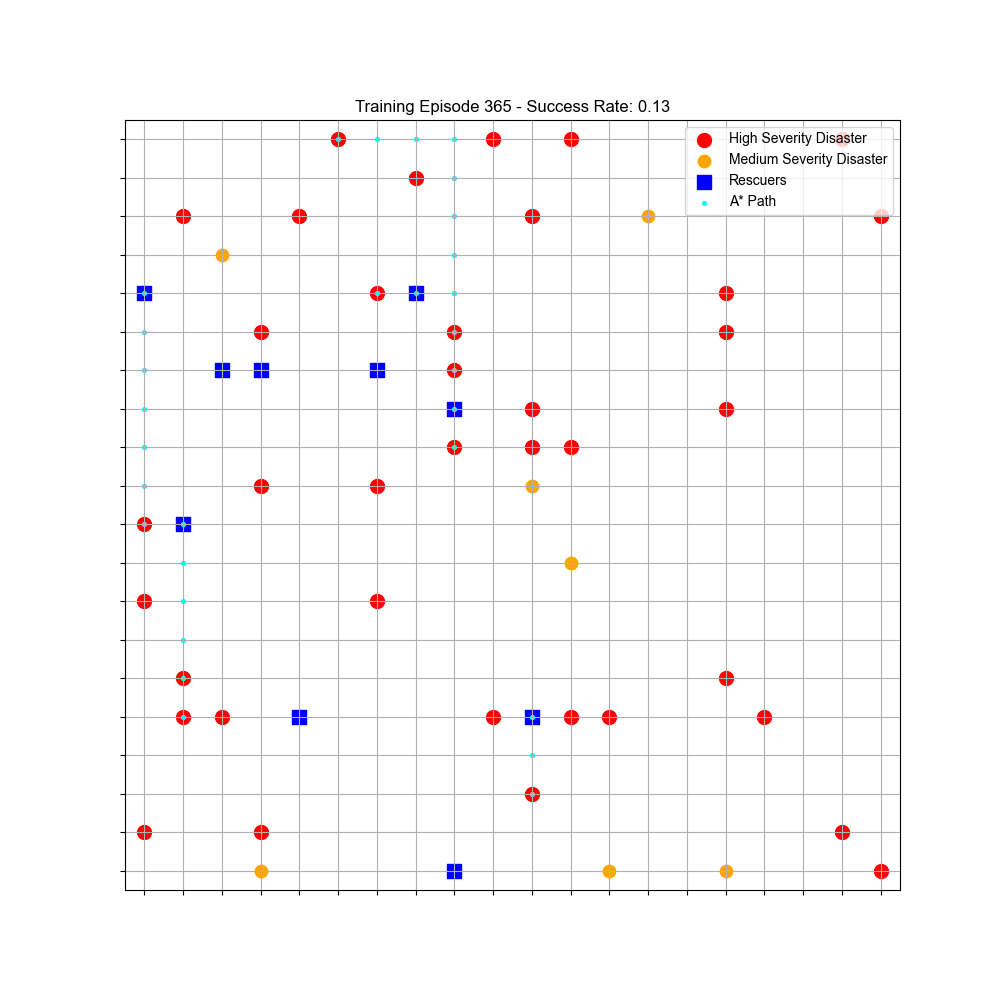 Training Episode 365 - Success Rate: 0.13
High Severity Disaster
Medium Severity Disaster
Rescuers
A* Path